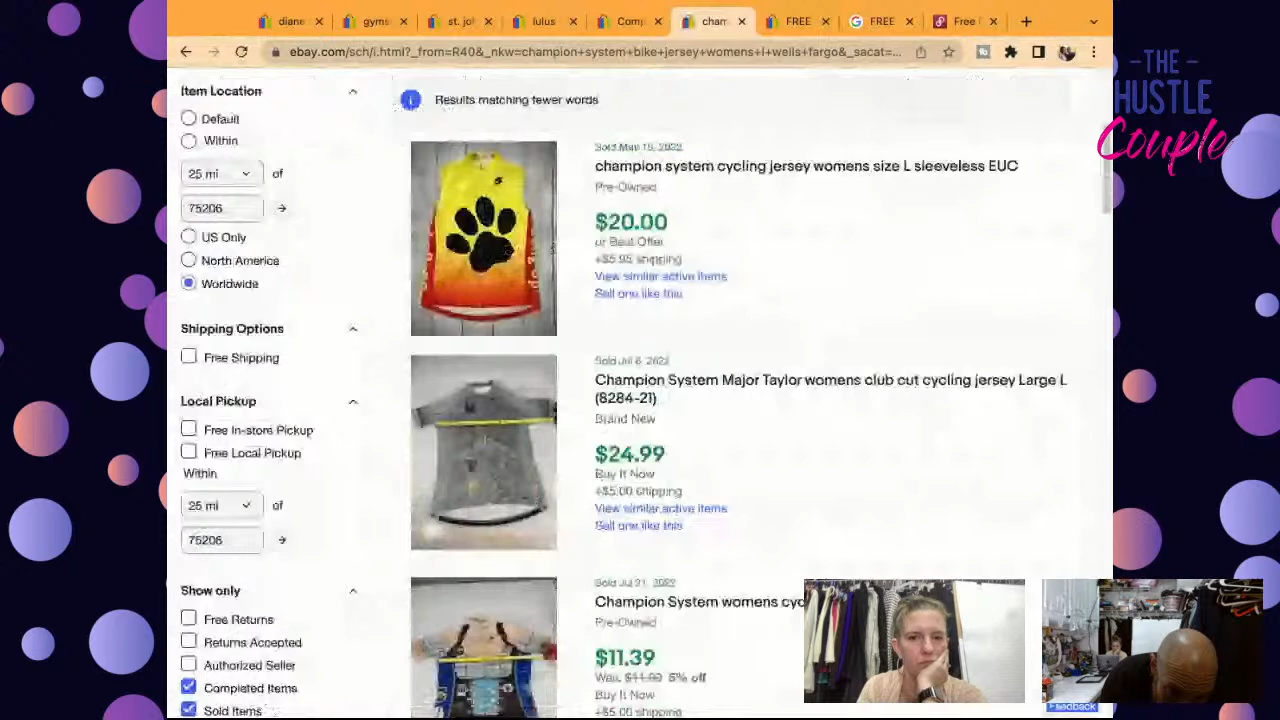 diane
gyms
st. jo
lulus
Comp
cham
FREE
FREE
Free
ebay.com/sch/i.html?_from=R40&_nkw=champion+system+bike+jersey+womens+l+wells+fargo&_sacat=...
-THE-
HUSTLE
Couple
Item Location
Default
Within
25 mi of
75206
US Only
North America
Worldwide
Shipping Options
Free Shipping
Local Pickup
Free In-store Pickup
Free Local Pickup
Within
25 mi of
75206
Show only
Free Returns
Returns Accepted
Authorized Seller
Completed Items
Sold Items
Results matching fewer words
Sold May 15, 2022
champion system cycling jersey womens size L sleeveless EUC
Pre-Owned
$20.00
or Best Offer
+$5.95 shipping
View similar active items
Sell one like this
Sold Jul 6, 2022
Champion System Major Taylor womens club cut cycling jersey Large L
(8284-21)
Brand New
$24.99
Buy It Now
+$5.00 shipping
View similar active items
Sell one like this
Sold Jul 21, 2022
Champion System womens cyc
Pre-Owned
$11.39
Was: $11.99 5% off
Buy It Now
+$5.00 shipping
Feedback